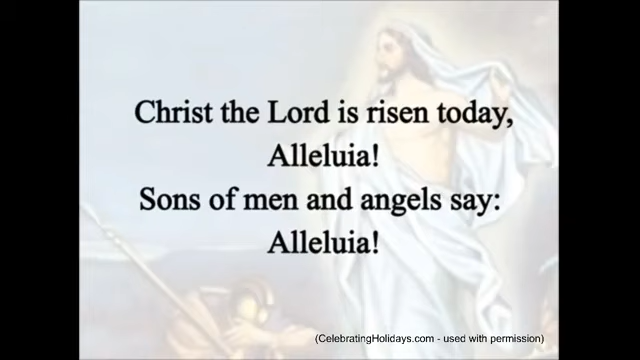 Christ the Lord is risen today,
Alleluia!
Sons of men and angels say:
Alleluia!
(CelebratingHolidays.com - used with permission)